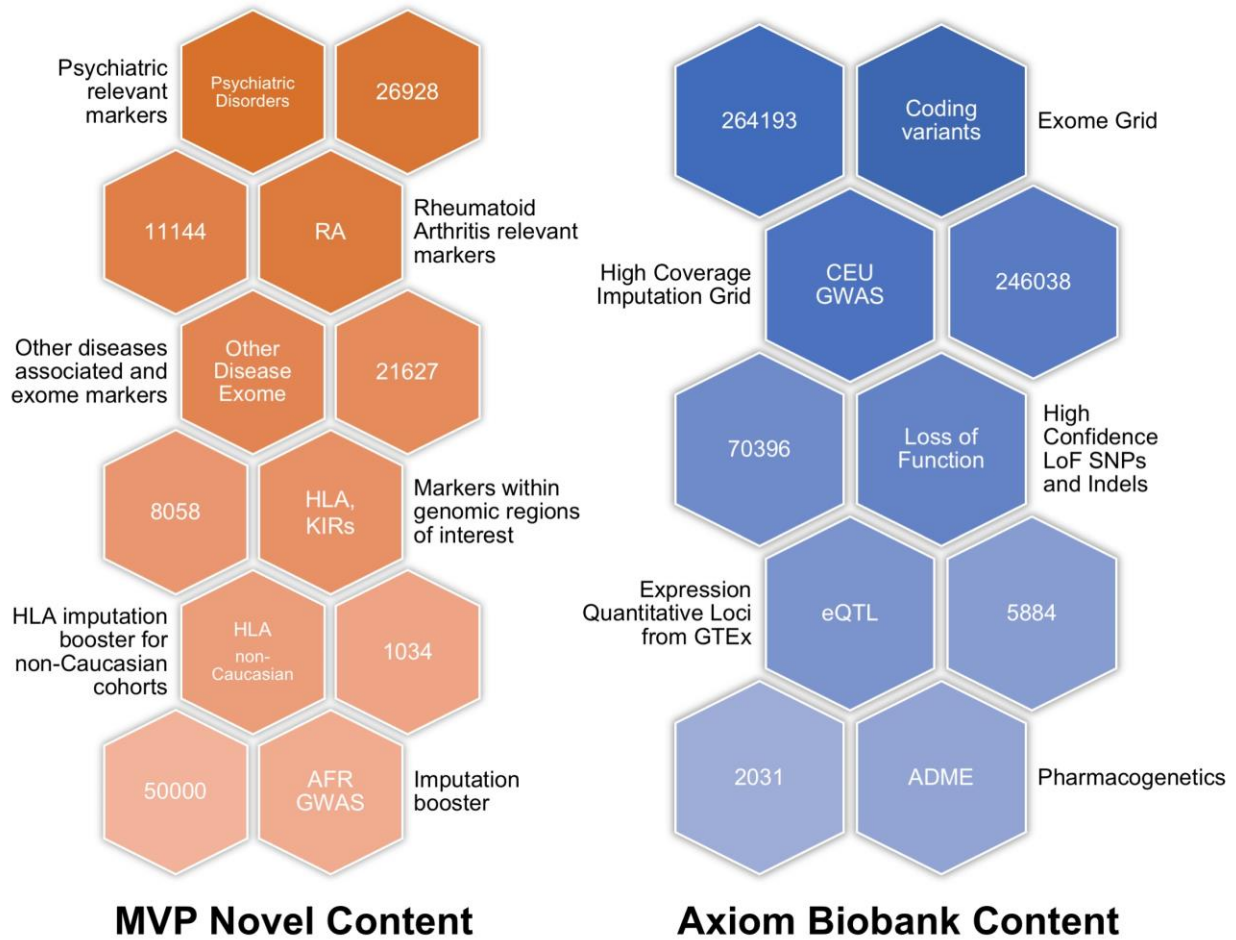 Psychiatric
relevant
markers
Psychiatric
Disorders
26928
11144
RA
Rheumatoid
Arthritis relevant
markers
Other diseases
associated and
exome markers
Other
Disease
Exome
21627
8058
HLA,
KIRs
Markers within
genomic regions
of interest
HLA imputation
booster for
non-Caucasian
cohorts
HLA
non-
Caucasian
1034
50000
AFR
GWAS
Imputation
booster
MVP Novel Content
264193
Coding
variants
Exome Grid
High Coverage
Imputation Grid
CEU
GWAS
246038
70396
Loss of
Function
High
Confidence
LoF SNPs
and Indels
Expression
Quantitative Loci
from GTEx
eQTL
5884
2031
ADME
Pharmacogenetics
Axiom Biobank Content